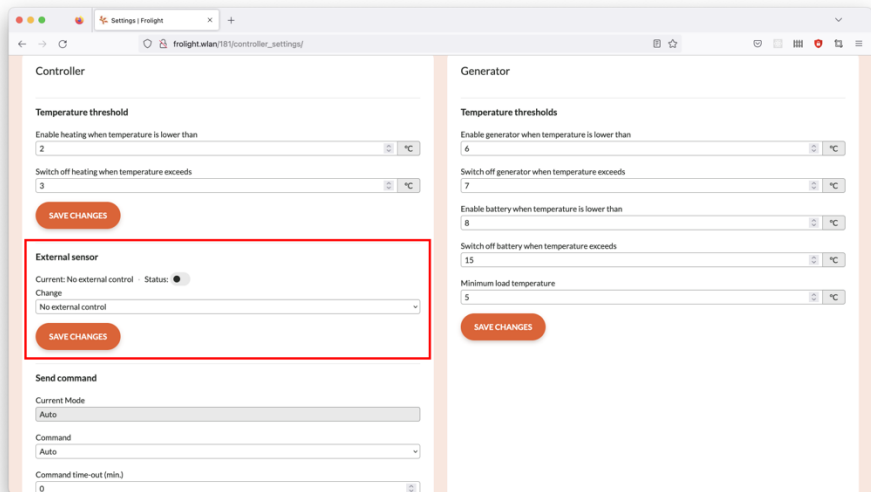 Settings | Frolight
frolight.wlan/181/controller_settings/
Controller
Temperature threshold
Enable heating when temperature is lower than
2 °C
Switch off heating when temperature exceeds
3 °C
SAVE CHANGES
External sensor
Current: No external control - Status:
Change
No external control
SAVE CHANGES
Send command
Current Mode
Auto
Command
Auto
Command time-out (min.)
0
Generator
Temperature thresholds
Enable generator when temperature is lower than
6 °C
Switch off generator when temperature exceeds
7 °C
Enable battery when temperature is lower than
8 °C
Switch off battery when temperature exceeds
15 °C
Minimum load temperature
5 °C
SAVE CHANGES